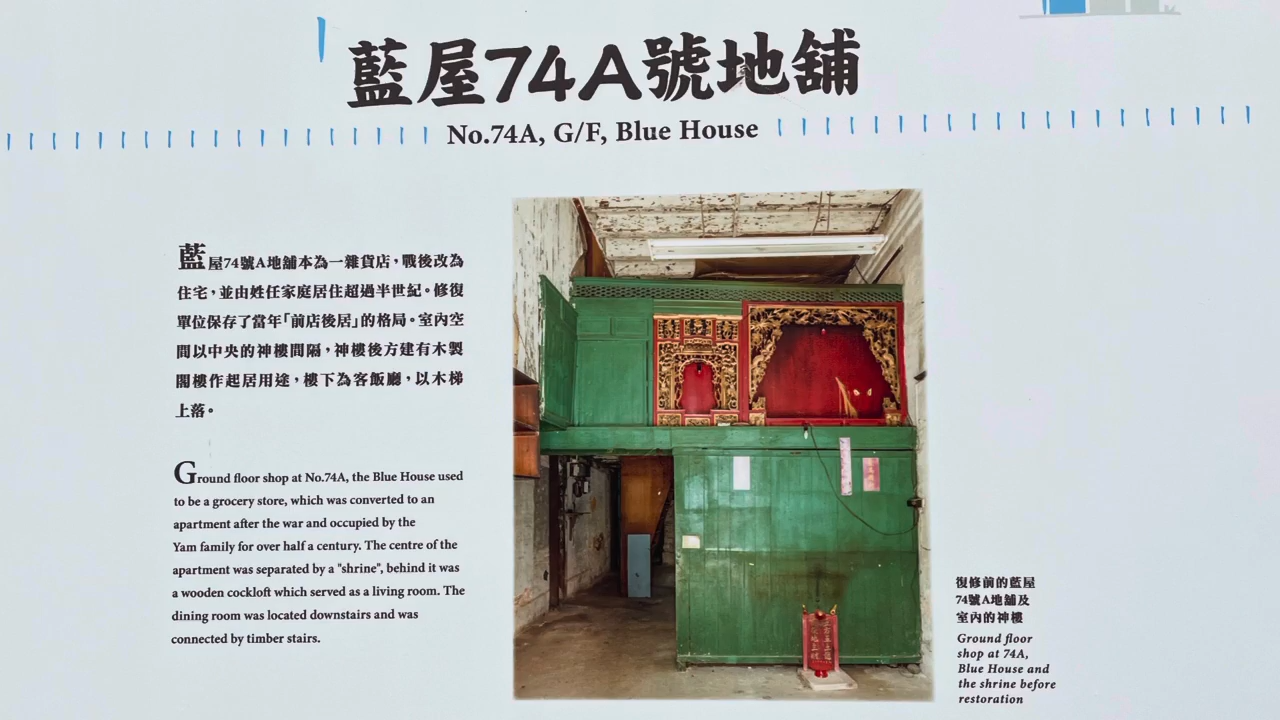 藍屋74A號地舖
No.74A, G/F, Blue House
藍屋74號A地舖本為一雜貨店，戰後改為
住宅，並由姓任家庭居住超過半世紀。修復
單位保存了當年「前店後居」的格局。室內空
間以中央的神樓間隔，神樓後方建有木製
閣樓作起居用途，樓下為客飯廳，以木梯
上落。
Ground floor shop at No.74A, the Blue House used
to be a grocery store, which was converted to an
apartment after the war and occupied by the
Yam family for over half a century. The centre of the
apartment was separated by a "shrine", behind it was
a wooden cockloft which served as a living room. The
dining room was located downstairs and was
connected by timber stairs.
復修前的藍屋
74號A地舖及
室內的神樓
Ground floor
shop at 74A,
Blue House and
the shrine before
restoration